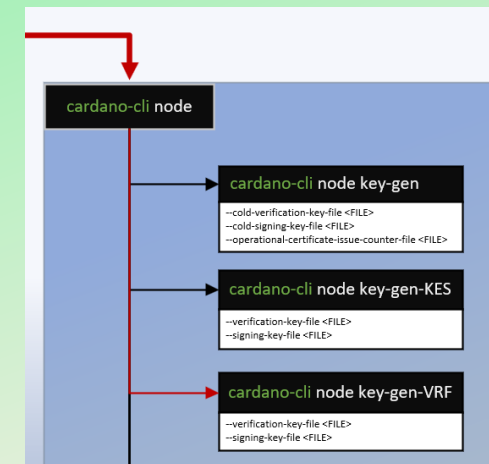 cardano-cli node
cardano-cli node key-gen
--cold-verification-key-file <FILE>
--cold-signing-key-file <FILE>
--operational-certificate-issue-counter-file <FILE>
cardano-cli node key-gen-KES
--verification-key-file <FILE>
--signing-key-file <FILE>
cardano-cli node key-gen-VRF
--verification-key-file <FILE>
--signing-key-file <FILE>